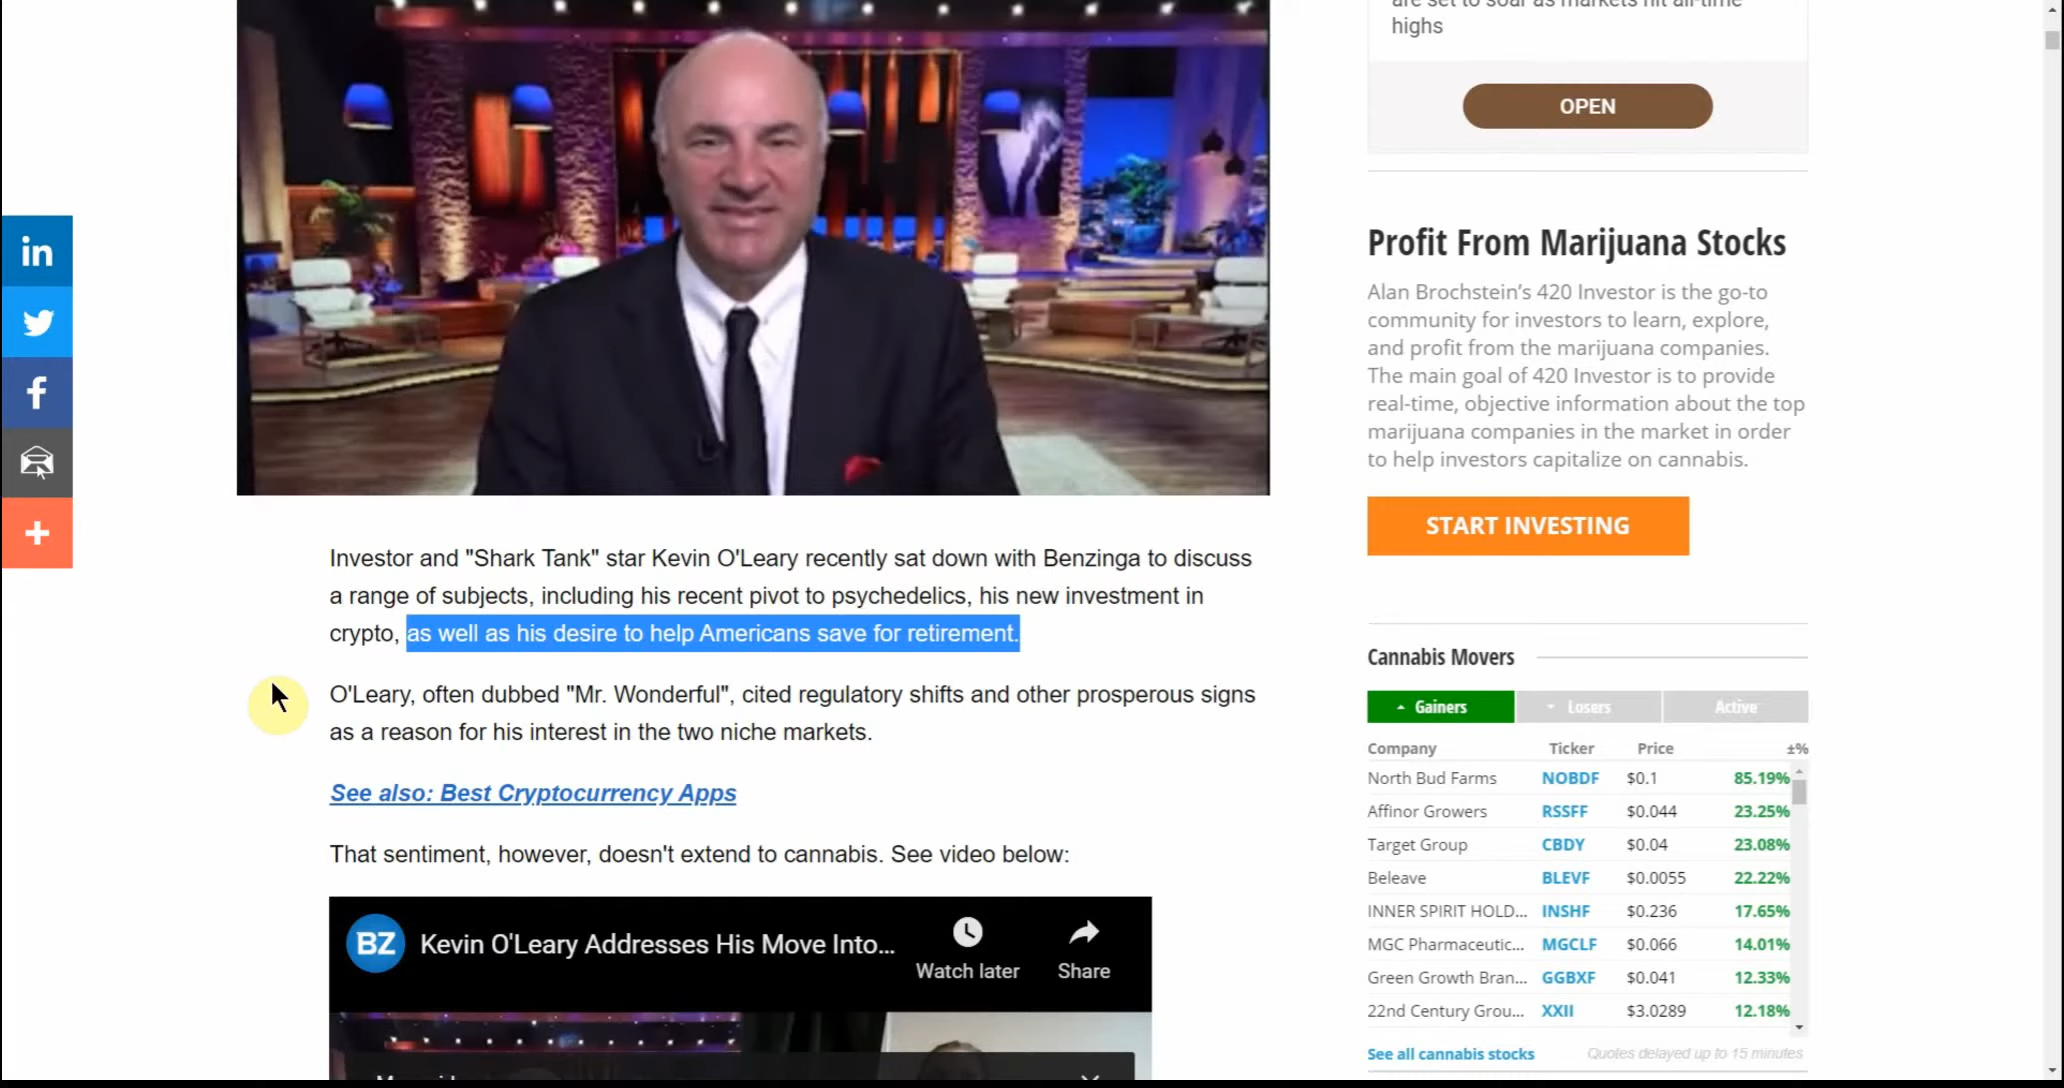 are set to soar as markets hit all-time
highs
OPEN
Profit From Marijuana Stocks
Alan Brochstein's 420 Investor is the go-to
community for investors to learn, explore,
and profit from the marijuana companies.
The main goal of 420 Investor is to provide
real-time, objective information about the top
marijuana companies in the market in order
to help investors capitalize on cannabis.
START INVESTING
in
f
+
Investor and "Shark Tank" star Kevin O'Leary recently sat down with Benzinga to discuss
a range of subjects, including his recent pivot to psychedelics, his new investment in
crypto, as well as his desire to help Americans save for retirement.
O'Leary, often dubbed "Mr. Wonderful", cited regulatory shifts and other prosperous signs
as a reason for his interest in the two niche markets.
See also: Best Cryptocurrency Apps
That sentiment, however, doesn't extend to cannabis. See video below:
BZ Kevin O'Leary Addresses His Move Into...
Watch later Share
Cannabis Movers
Gainers Losers Active
Company Ticker Price ±%
North Bud Farms NOBDF $0.1 85.19%
Affinor Growers RSSFF $0.044 23.25%
Target Group CBDY $0.04 23.08%
Beleave BLEVF $0.0055 22.22%
INNER SPIRIT HOLD... INSHF $0.236 17.65%
MGC Pharmaceutic... MGCLF $0.066 14.01%
Green Growth Bran... GGBXF $0.041 12.33%
22nd Century Grou... XXII $3.0289 12.18%
See all cannabis stocks Quotes delayed up to 15 minutes